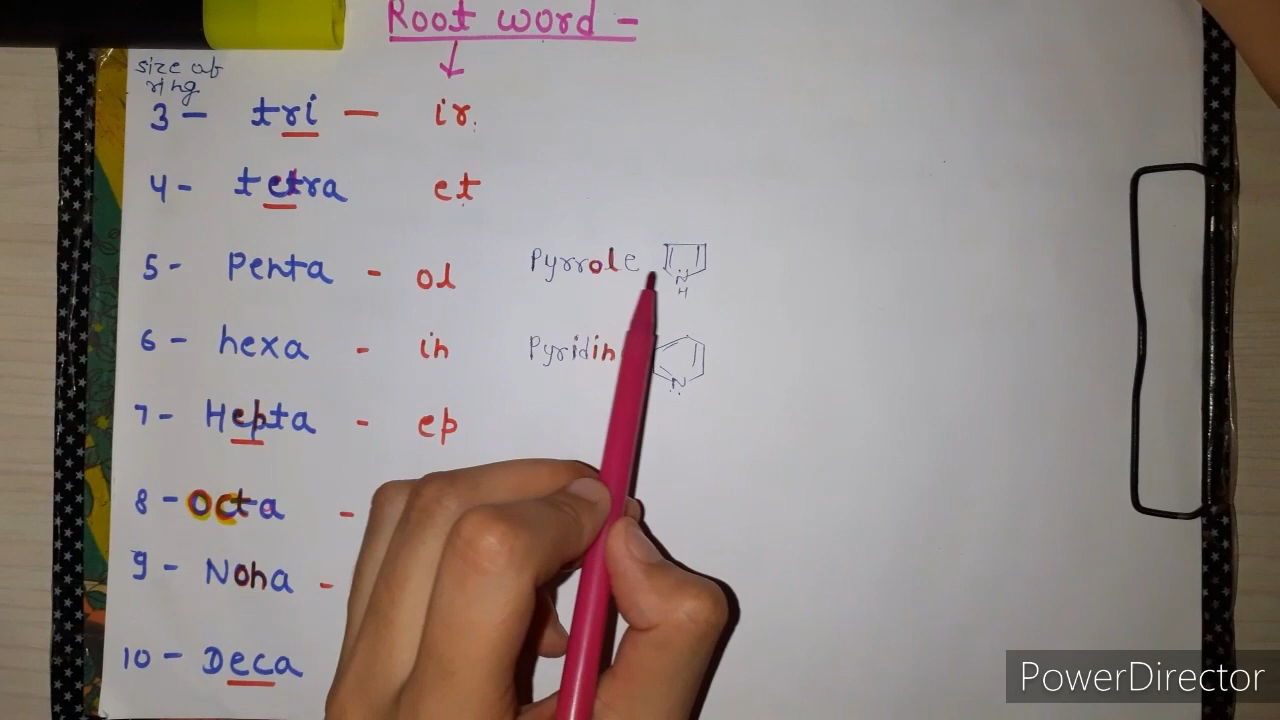 Root word -
size of
ring
3 - tri - ir
4 - tetra et
5 - Penta - ol Pyrrole N H
6 - hexa - in Pyridin N
7 - Hepta - ep
8 - octa -
9 - Nona -
10 - Deca
PowerDirector